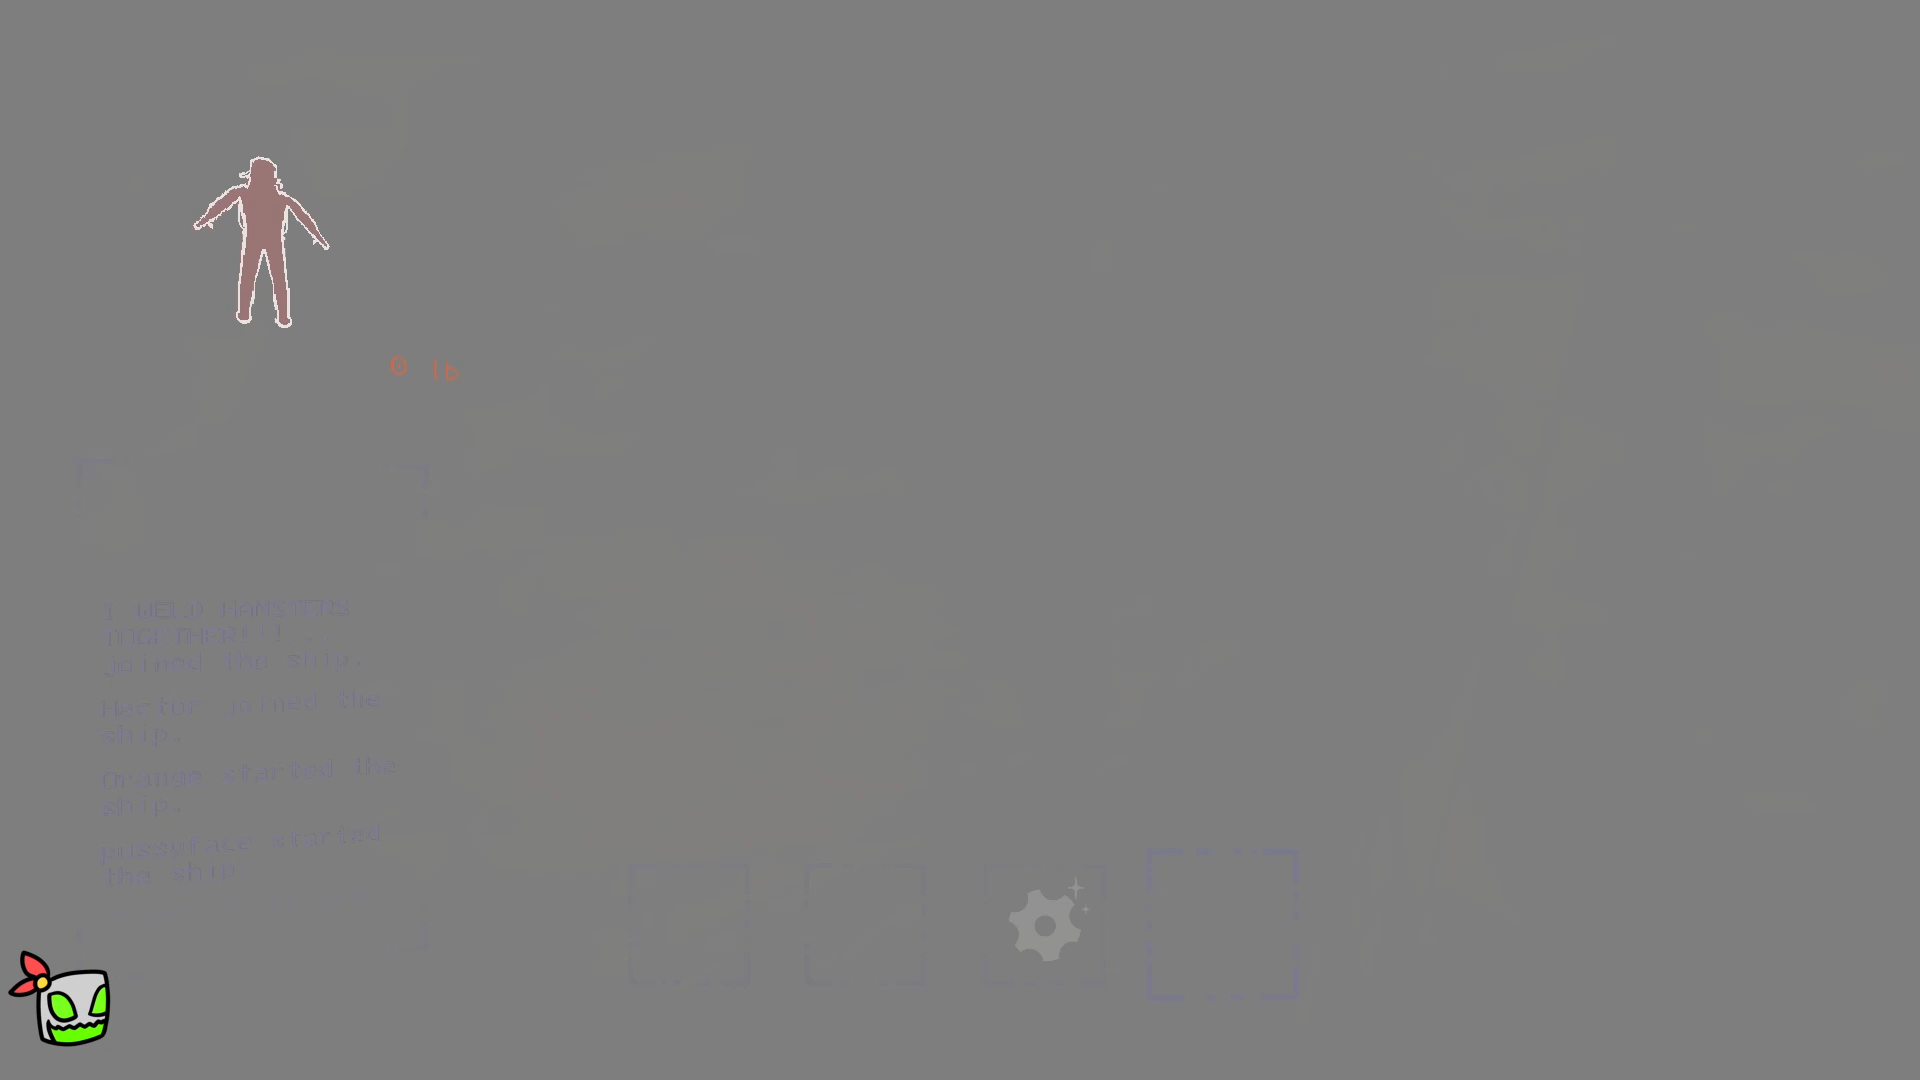 0 lb
I WELD HAMSTERS
TOGETHER!!!
joined the ship.
Hector joined the
ship.
Orange started the
ship.
pussyface started
the ship